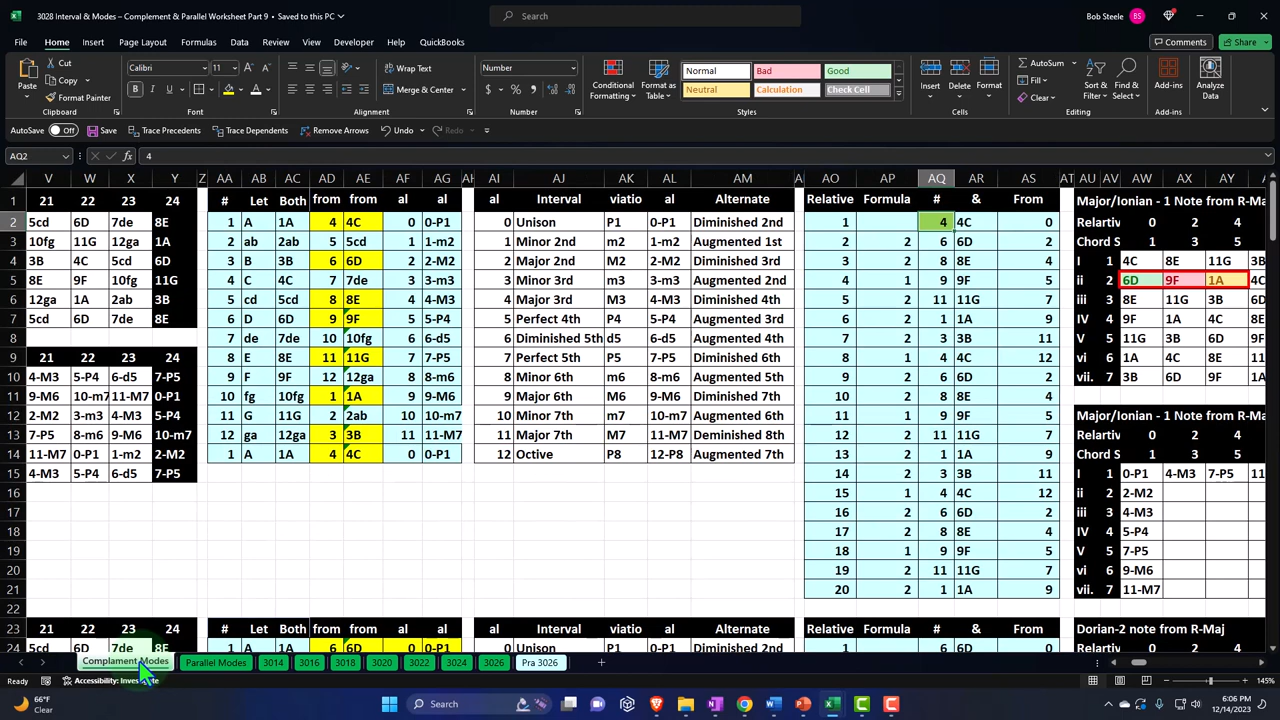 3028 Interval & Modes – Complement & Parallel Worksheet Part 9 • Saved to this PC
Search
Bob Steele BS
File Home Insert Page Layout Formulas Data Review View Developer Help QuickBooks Comments Share
Paste Cut Copy Format Painter Clipboard
Calibri 11 B I U A Font
Wrap Text Merge & Center Alignment
Number $ % Number
Conditional Formatting Format as Table Normal Bad Good Neutral Calculation Check Cell Styles
Insert Delete Format Cells
AutoSum Fill Clear Sort & Filter Find & Select Editing
Add-ins Add-ins Analyze Data
AutoSave Off Save Trace Precedents Trace Dependents Remove Arrows Undo
AQ2 fx 4
V W X Y Z AA AB AC AD AE AF AG AH AI AJ AK AL AM AO AP AQ AR AS AU AV AW AX AY
1 21 22 23 24 # Let Both from from al al al Interval viatio al Alternate Relative Formula # & From Major/Ionian - 1 Note from R-Maj
2 5cd 6D 7de 8E 1 A 1A 4 4C 0 0-P1 0 Unison P1 0-P1 Diminished 2nd 1 4 4C 0 Relartiv 0 2 4
3 10fg 11G 12ga 1A 2 ab 2ab 5 5cd 1 1-m2 1 Minor 2nd m2 1-m2 Augmented 1st 2 2 6 6D 2 Chord S 1 3 5
4 3B 4C 5cd 6D 3 B 3B 6 6D 2 2-M2 2 Major 2nd M2 2-M2 Diminished 3rd 3 2 8 8E 4 I 1 4C 8E 11G 3B
5 8E 9F 10fg 11G 4 C 4C 7 7de 3 3-m3 3 Minor 3rd m3 3-m3 Augmented 2nd 4 1 9 9F 5 ii 2 6D 9F 1A 4C
6 12ga 1A 2ab 3B 5 cd 5cd 8 8E 4 4-M3 4 Major 3rd M3 4-M3 Diminished 4th 5 2 11 11G 7 iii 3 8E 11G 3B 6D
7 5cd 6D 7de 8E 6 D 6D 9 9F 5 5-P4 5 Perfect 4th P4 5-P4 Augmented 3rd 6 2 1 1A 9 IV 4 9F 1A 4C 8E
8 7 de 7de 10 10fg 6 6-d5 6 Diminished 5th d5 6-d5 Augmented 4th 7 2 3 3B 11 V 5 11G 3B 6D 9F
9 21 22 23 24 8 E 8E 11 11G 7 7-P5 7 Perfect 5th P5 7-P5 Diminished 6th 8 1 4 4C 12 vi 6 1A 4C 8E 11G
10 4-M3 5-P4 6-d5 7-P5 9 F 9F 12 12ga 8 8-m6 8 Minor 6th m6 8-m6 Augmented 5th 9 2 6 6D 2 vii. 7 3B 6D 9F 1A
11 9-M6 10-m7 11-M7 0-P1 10 fg 10fg 1 1A 9 9-M6 9 Major 6th M6 9-M6 Diminished 7th 10 2 8 8E 4
12 2-M2 3-m3 4-M3 5-P4 11 G 11G 2 2ab 10 10-m7 10 Minor 7th m7 10-m7 Augmented 6th 11 1 9 9F 5 Major/Ionian - 1 Note from R-Maj
13 7-P5 8-m6 9-M6 10-m7 12 ga 12ga 3 3B 11 11-M7 11 Major 7th M7 11-M7 Deminished 8th 12 2 11 11G 7 Relartiv 0 2 4
14 11-M7 0-P1 1-m2 2-M2 1 A 1A 4 4C 0 0-P1 12 Octive P8 12-P8 Augmented 7th 13 2 1 1A 9 Chord S 1 3 5
15 4-M3 5-P4 6-d5 7-P5 14 2 3 3B 11 I 1 0-P1 4-M3 7-P5 11
16 15 1 4 4C 12 ii 2 2-M2
17 16 2 6 6D 2 iii 3 4-M3
18 17 2 8 8E 4 IV 4 5-P4
19 18 1 9 9F 5 V 5 7-P5
20 19 2 11 11G 7 vi 6 9-M6
21 20 2 1 1A 9 vii. 7 11-M7
22
23 21 22 23 24 # Let Both from from al al al Interval viatio al Alternate Relative Formula # & From Dorian-2 note from R-Maj
5cd 6D 7de 8E 1 A 1A 6 6D 0 0-P1 0 Unison P1 0-P1 Diminished 2nd 1 6 6D 0 Relartiv 0 2 4
Complament Modes Parallel Modes 3014 3016 3018 3020 3022 3024 3026 Pra 3026
Ready Accessibility: Investigate 145%
66°F
Clear
Search
6:06 PM
12/14/2023